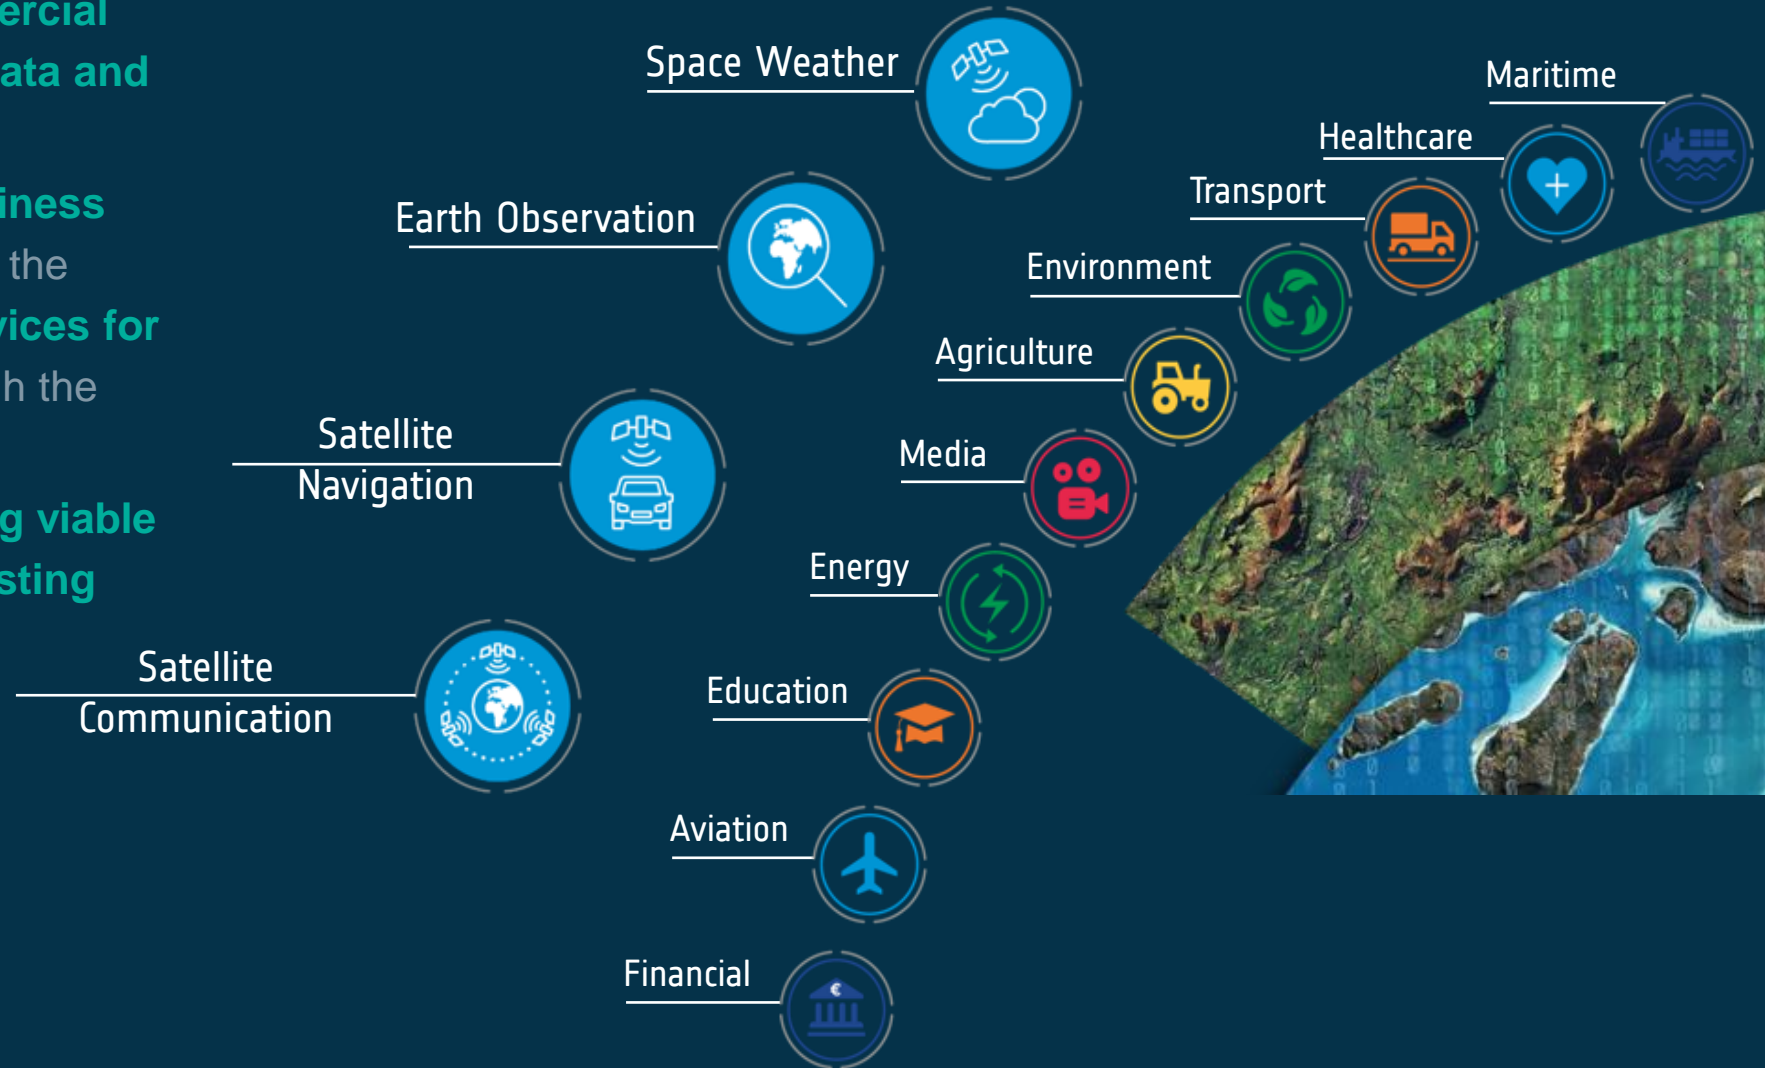 ercial
ata and
iness
the
vices for
h the
g viable
sting
Space Weather
Earth Observation
Satellite
Navigation
Satellite
Communication
Maritime
Healthcare
Transport
Environment
Agriculture
Media
Energy
Education
Aviation
Financial
€